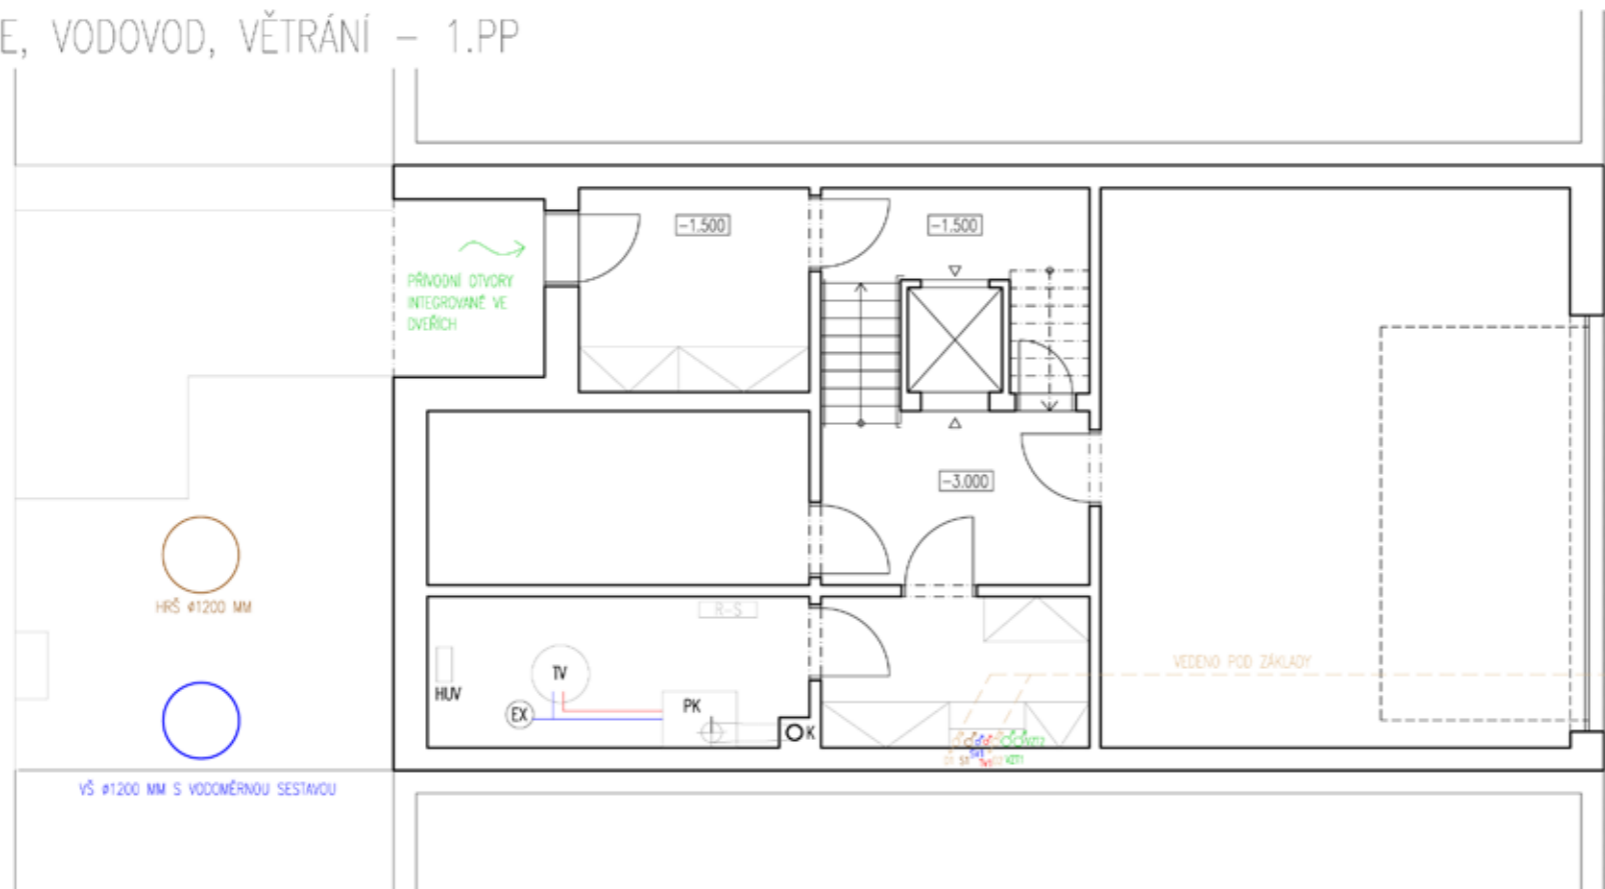 E, VODOVOD, VĚTRÁNÍ – 1.PP
-1.500
-1.500
PŘÍVODNÍ OTVORY
INTEGROVANÉ VE
DVEŘÍCH
-3.000
HRŠ ⌀1200 MM
R-S
VEDENO POD ZÁKLADY
HUV
TV
EX
PK
K
VŠ ⌀1200 MM S VODOMĚRNOU SESTAVOU